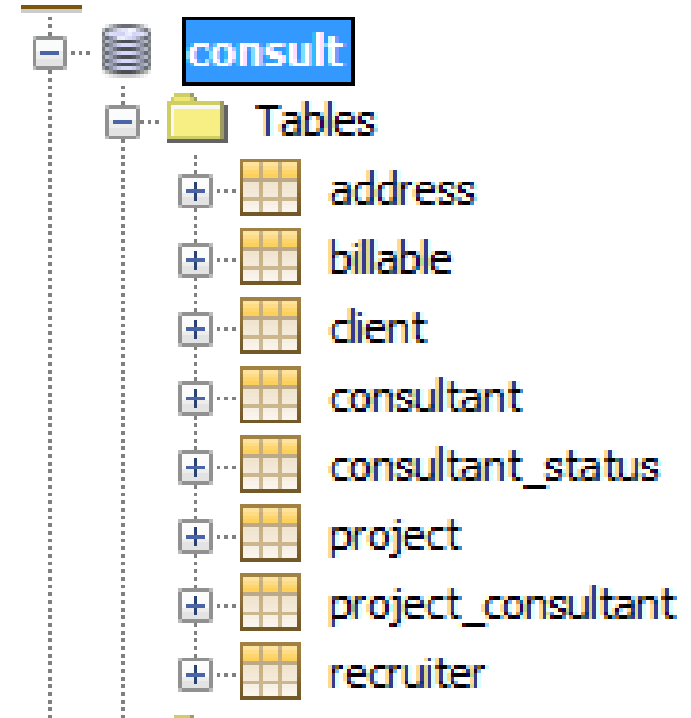 consult
Tables
address
billable
client
consultant
consultant_status
project
project_consultant
recruiter